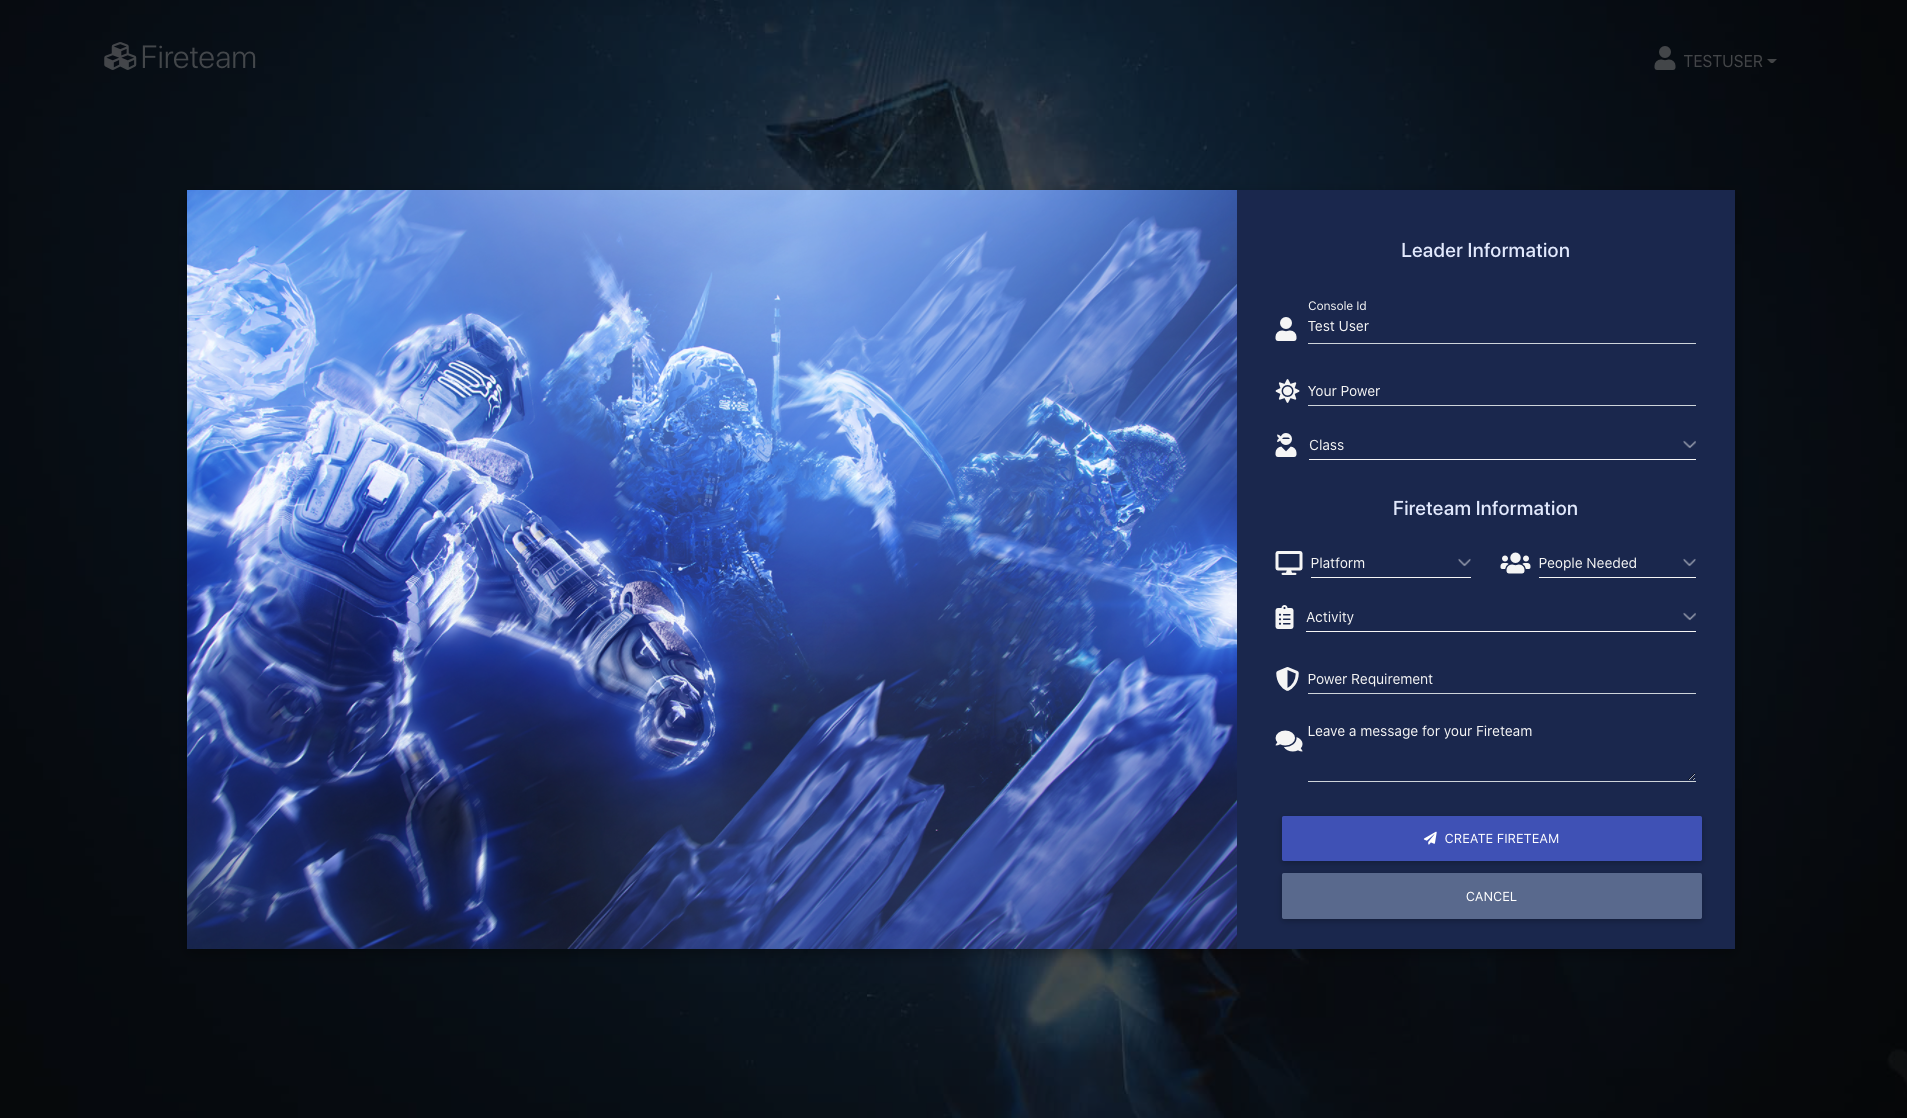 Fireteam
TESTUSER
Leader Information
Console Id
Test User
Your Power
Class
Fireteam Information
Platform
People Needed
Activity
Power Requirement
Leave a message for your Fireteam
CREATE FIRETEAM
CANCEL